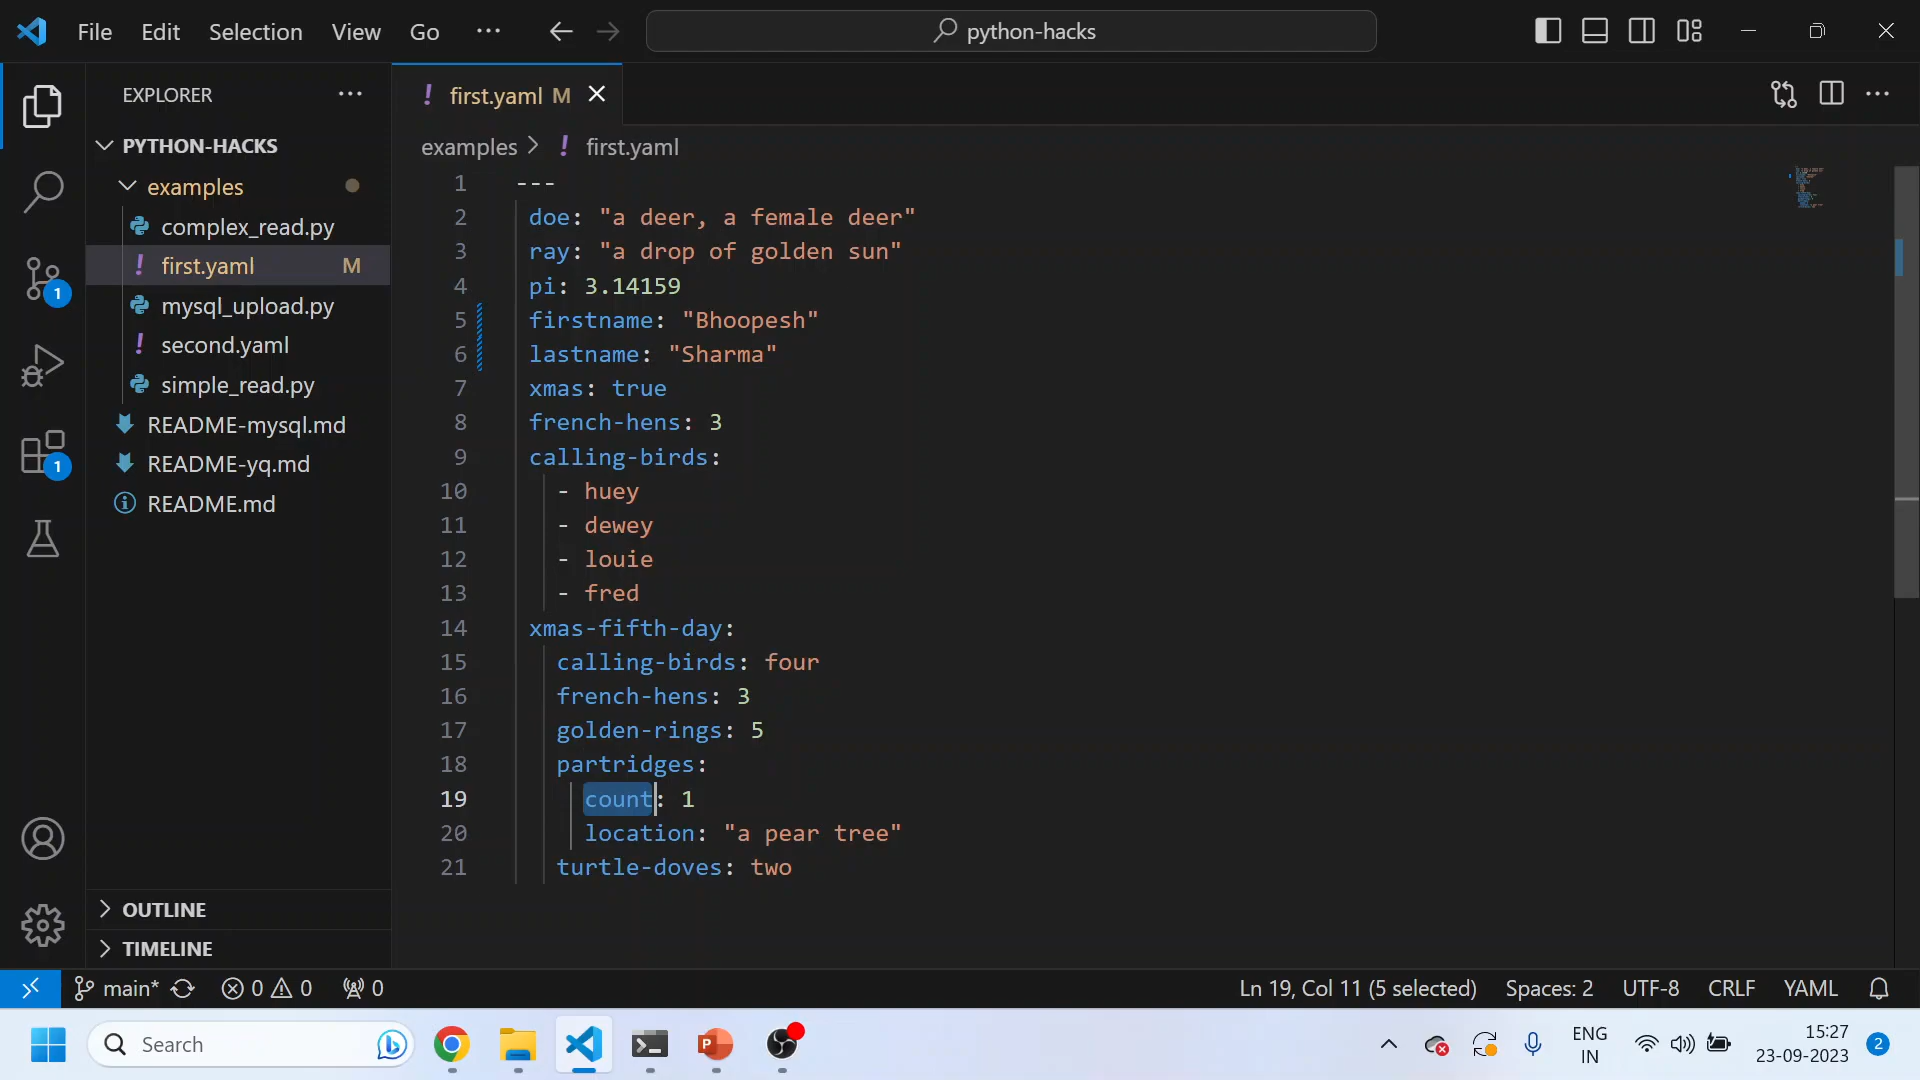 File Edit Selection View Go ··· python-hacks
EXPLORER ···
PYTHON-HACKS
examples
complex_read.py
first.yaml M
mysql_upload.py
second.yaml
simple_read.py
README-mysql.md
README-yq.md
README.md
OUTLINE
TIMELINE
1
1
! first.yaml M
examples > ! first.yaml
1 ---
2 doe: "a deer, a female deer"
3 ray: "a drop of golden sun"
4 pi: 3.14159
5 firstname: "Bhoopesh"
6 lastname: "Sharma"
7 xmas: true
8 french-hens: 3
9 calling-birds:
10 - huey
11 - dewey
12 - louie
13 - fred
14 xmas-fifth-day:
15 calling-birds: four
16 french-hens: 3
17 golden-rings: 5
18 partridges:
19 count: 1
20 location: "a pear tree"
21 turtle-doves: two
main* 0 0 0 Ln 19, Col 11 (5 selected) Spaces: 2 UTF-8 CRLF YAML
Search
ENG
IN
15:27
23-09-2023
2